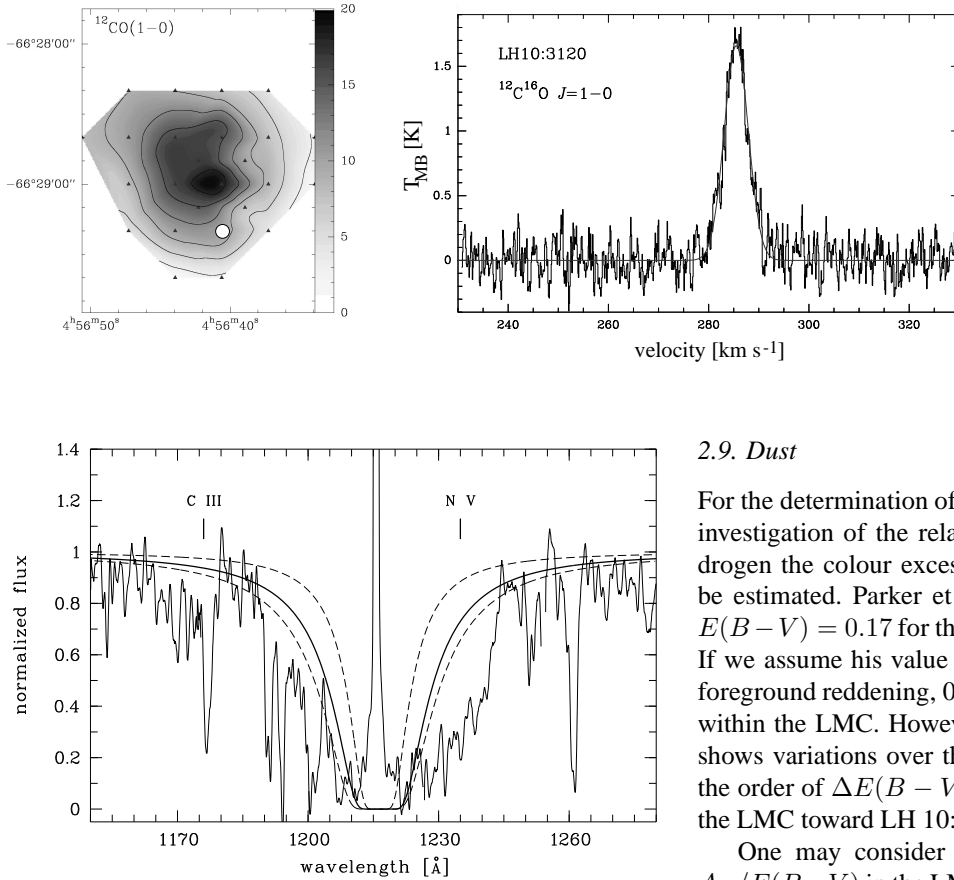 ¹²CO(1−0)
20
15
10
5
0
−66°28′00″
−66°29′00″
4ʰ56ᵐ50ˢ 4ʰ56ᵐ40ˢ
LH10:3120
¹²C¹⁶O J=1−0
T_MB [K]
1.5
1
0.5
0
240 260 280 300 320
velocity [km s⁻¹]
1.4
1.2
1
0.8
0.6
0.4
0.2
0
normalized flux
C III
N V
1170 1200 1230 1260
wavelength [Å]
2.9. Dust
For the determination of
investigation of the rela
drogen the colour exces
be estimated. Parker et
E(B−V) = 0.17 for th
If we assume his value
foreground reddening, 0
within the LMC. Howev
shows variations over th
the order of ΔE(B − V
the LMC toward LH 10:
One may consider
/E(B−V) in the LM